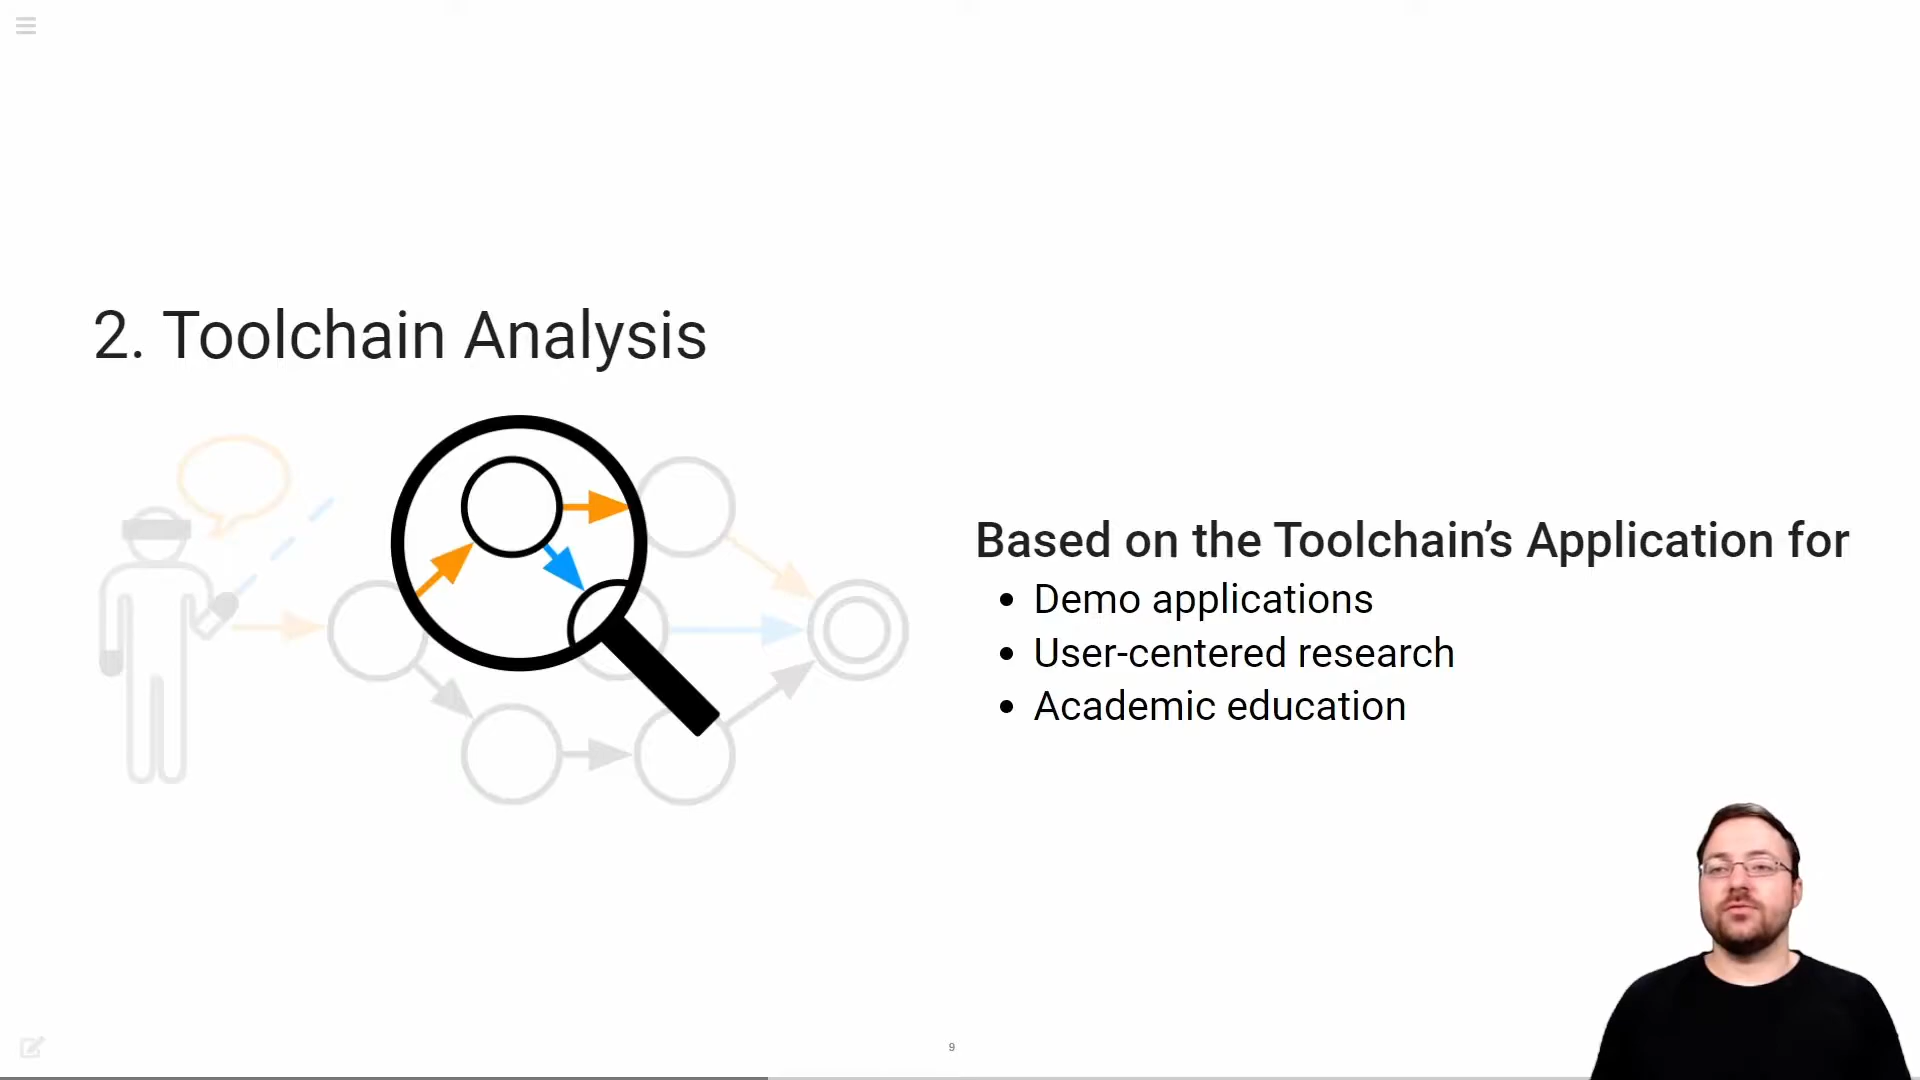 2. Toolchain Analysis
Based on the Toolchain’s Application for
• Demo applications
• User-centered research
• Academic education
9